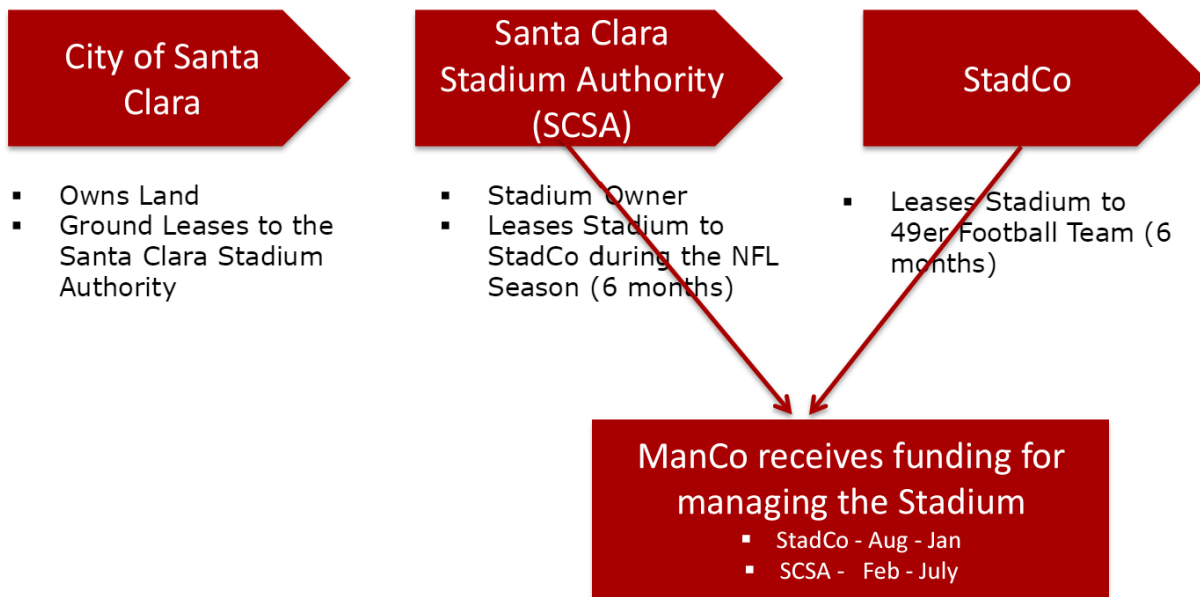 City of Santa
Clara
▪ Owns Land
▪ Ground Leases to the
Santa Clara Stadium
Authority
Santa Clara
Stadium Authority
(SCSA)
▪ Stadium Owner
▪ Leases Stadium to
StadCo during the NFL
Season (6 months)
StadCo
▪ Leases Stadium to
49er Football Team (6
months)
ManCo receives funding for
managing the Stadium
▪ StadCo - Aug - Jan
▪ SCSA - Feb - July